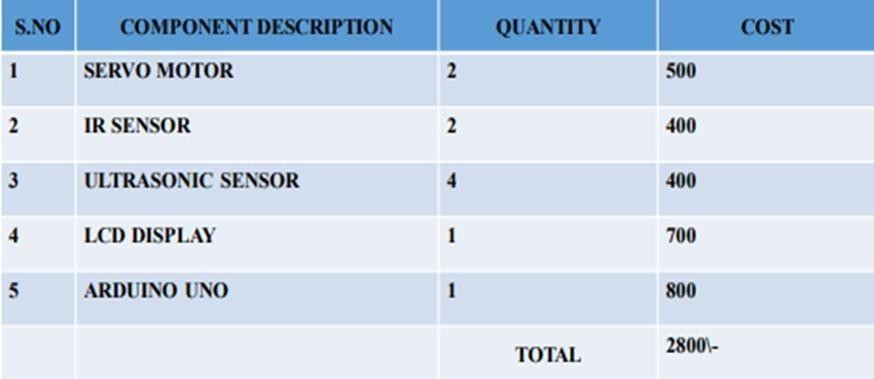 S.NO COMPONENT DESCRIPTION QUANTITY COST
1 SERVO MOTOR 2 500
2 IR SENSOR 2 400
3 ULTRASONIC SENSOR 4 400
4 LCD DISPLAY 1 700
5 ARDUINO UNO 1 800
TOTAL 2800\-